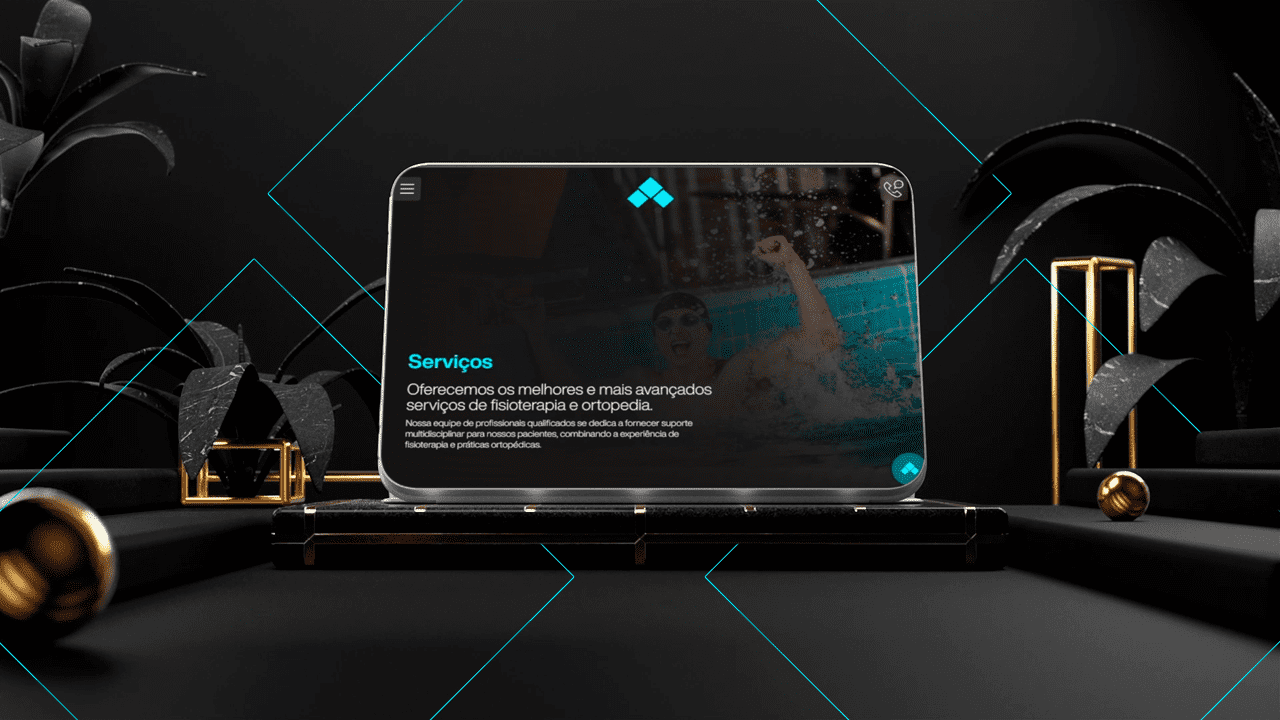 Serviços
Oferecemos os melhores e mais avançados
serviços de fisioterapia e ortopedia.
Nossa equipe de profissionais qualificados se dedica a fornecer suporte
multidisciplinar para nossos pacientes, combinando a experiência de
fisioterapia e práticas ortopédicas.